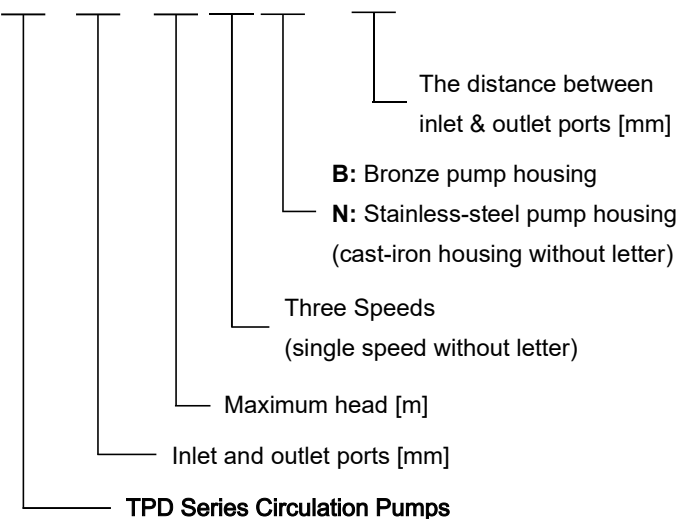 The distance between
inlet & outlet ports [mm]
B: Bronze pump housing
N: Stainless-steel pump housing
(cast-iron housing without letter)
Three Speeds
(single speed without letter)
Maximum head [m]
Inlet and outlet ports [mm]
TPD Series Circulation Pumps